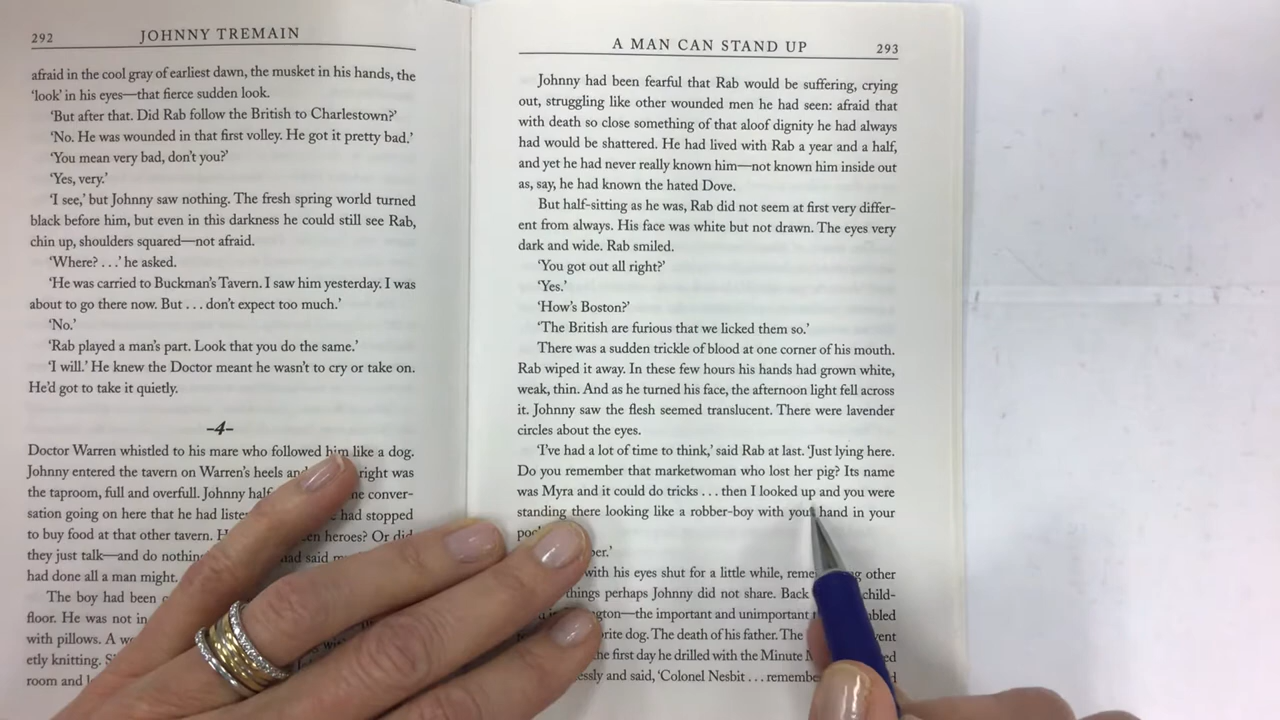 292 JOHNNY TREMAIN
afraid in the cool gray of earliest dawn, the musket in his hands, the
‘look’ in his eyes—that fierce sudden look.
‘But after that. Did Rab follow the British to Charlestown?’
‘No. He was wounded in that first volley. He got it pretty bad.’
‘You mean very bad, don’t you?’
‘Yes, very.’
‘I see,’ but Johnny saw nothing. The fresh spring world turned
black before him, but even in this darkness he could still see Rab,
chin up, shoulders squared—not afraid.
‘Where? . . .’ he asked.
‘He was carried to Buckman’s Tavern. I saw him yesterday. I was
about to go there now. But . . . don’t expect too much.’
‘No.’
‘Rab played a man’s part. Look that you do the same.’
‘I will.’ He knew the Doctor meant he wasn’t to cry or take on.
He’d got to take it quietly.
–4–
Doctor Warren whistled to his mare who followed him like a dog.
Johnny entered the tavern on Warren’s heels and right was
the taproom, full and overfull. Johnny half conver-
sation going on here that he had had stopped
to buy food at that other tavern. heroes? Or did
they just talk—and do had said
had done all a man might.
The boy had been
floor. He was not in
with pillows. A
etly knitting.
room and
A MAN CAN STAND UP 293
Johnny had been fearful that Rab would be suffering, crying
out, struggling like other wounded men he had seen: afraid that
with death so close something of that aloof dignity he had always
had would be shattered. He had lived with Rab a year and a half,
and yet he had never really known him—not known him inside out
as, say, he had known the hated Dove.
But half-sitting as he was, Rab did not seem at first very differ-
ent from always. His face was white but not drawn. The eyes very
dark and wide. Rab smiled.
‘You got out all right?’
‘Yes.’
‘How’s Boston?’
‘The British are furious that we licked them so.’
There was a sudden trickle of blood at one corner of his mouth.
Rab wiped it away. In these few hours his hands had grown white,
weak, thin. And as he turned his face, the afternoon light fell across
it. Johnny saw the flesh seemed translucent. There were lavender
circles about the eyes.
‘I’ve had a lot of time to think,’ said Rab at last. ‘Just lying here.
Do you remember that marketwoman who lost her pig? Its name
was Myra and it could do tricks . . . then I looked up and you were
standing there looking like a robber-boy with your hand in your
with his eyes shut for a little while, other
things perhaps Johnny did not share. Back child-
the important and unimportant
dog. The death of his father. The
the first day he drilled with the Minute
and said, ‘Colonel Nesbit . . .